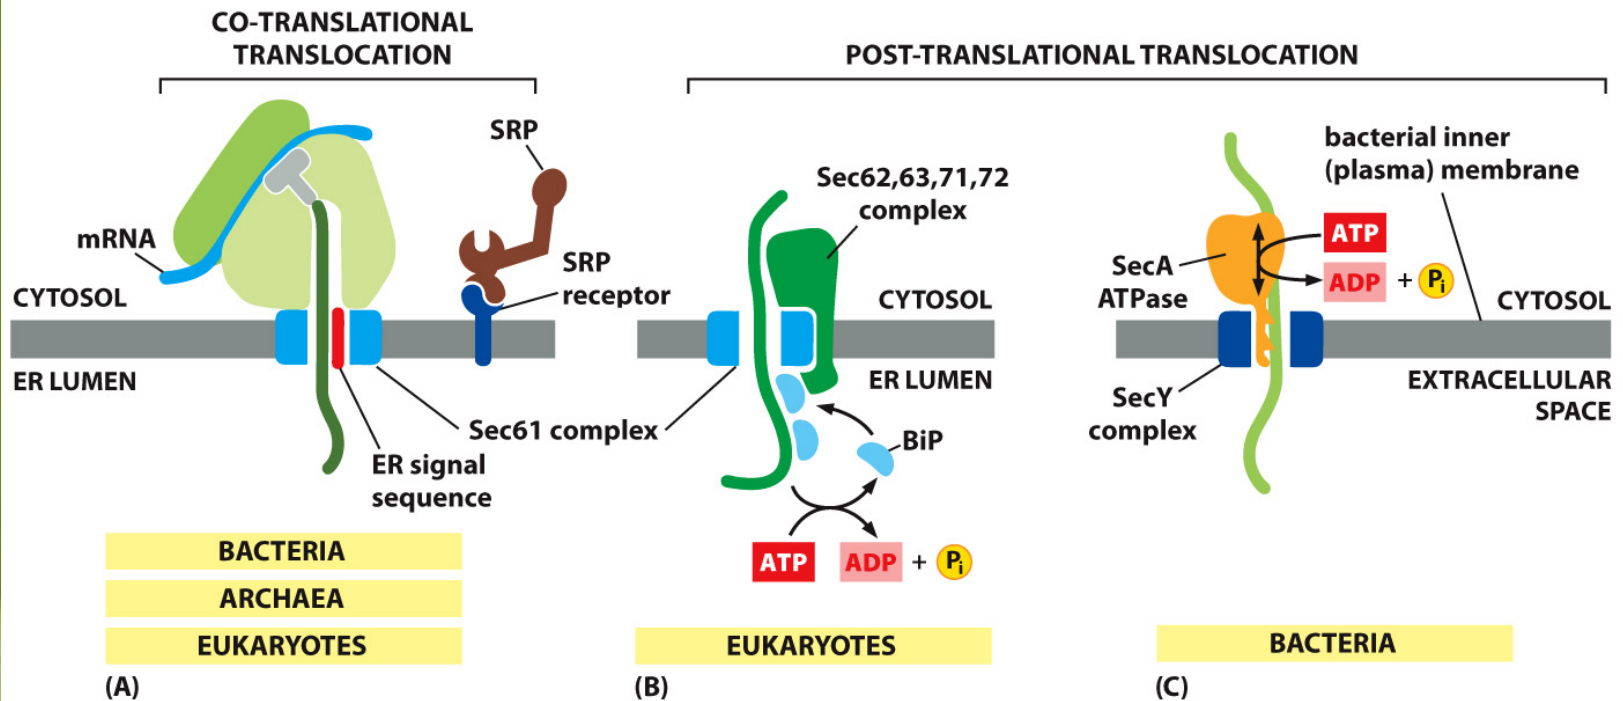 CO-TRANSLATIONAL
TRANSLOCATION
SRP
mRNA
SRP
receptor
CYTOSOL
ER LUMEN
Sec61 complex
ER signal
sequence
BACTERIA
ARCHAEA
EUKARYOTES
(A)
POST-TRANSLATIONAL TRANSLOCATION
Sec62,63,71,72
complex
CYTOSOL
ER LUMEN
BiP
ATP
ADP + Pi
EUKARYOTES
(B)
bacterial inner
(plasma) membrane
SecA
ATPase
ATP
ADP + Pi
CYTOSOL
SecY
complex
EXTRACELLULAR
SPACE
BACTERIA
(C)